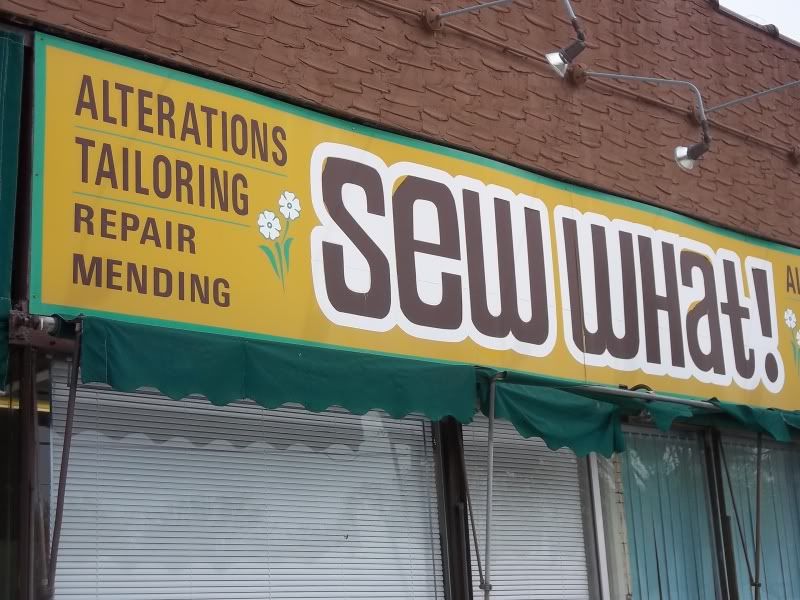 ALTERATIONS
TAILORING
REPAIR
MENDING
sew wHat!